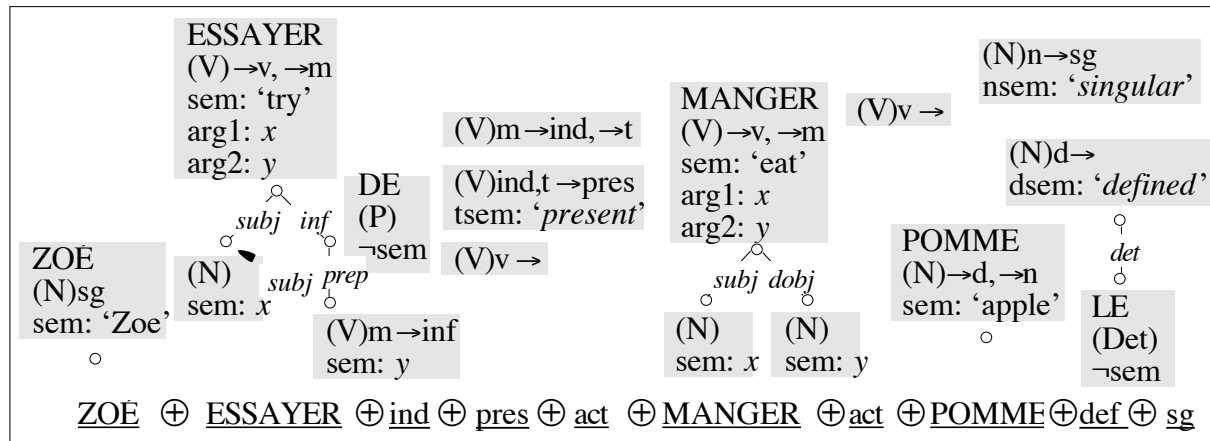 ESSAYER
(V)→v, →m
sem: ‘try’
arg1: x
arg2: y
subj inf
ZOÉ
(N)sg
sem: ‘Zoe’
(N)
sem: x
subj prep
DE
(P)
¬sem
(V)m→inf
sem: y
(V)m→ind, →t
(V)ind,t→pres
tsem: ‘present’
(V)v →
MANGER
(V)→v, →m
sem: ‘eat’
arg1: x
arg2: y
subj dobj
(N)
sem: x
(N)
sem: y
(V)v →
(N)n→sg
nsem: ‘singular’
(N)d→
dsem: ‘defined’
det
POMME
(N)→d, →n
sem: ‘apple’
LE
(Det)
¬sem
ZOÉ ⊕ ESSAYER ⊕ ind ⊕ pres ⊕ act ⊕ MANGER ⊕ act ⊕ POMME ⊕ def ⊕ sg